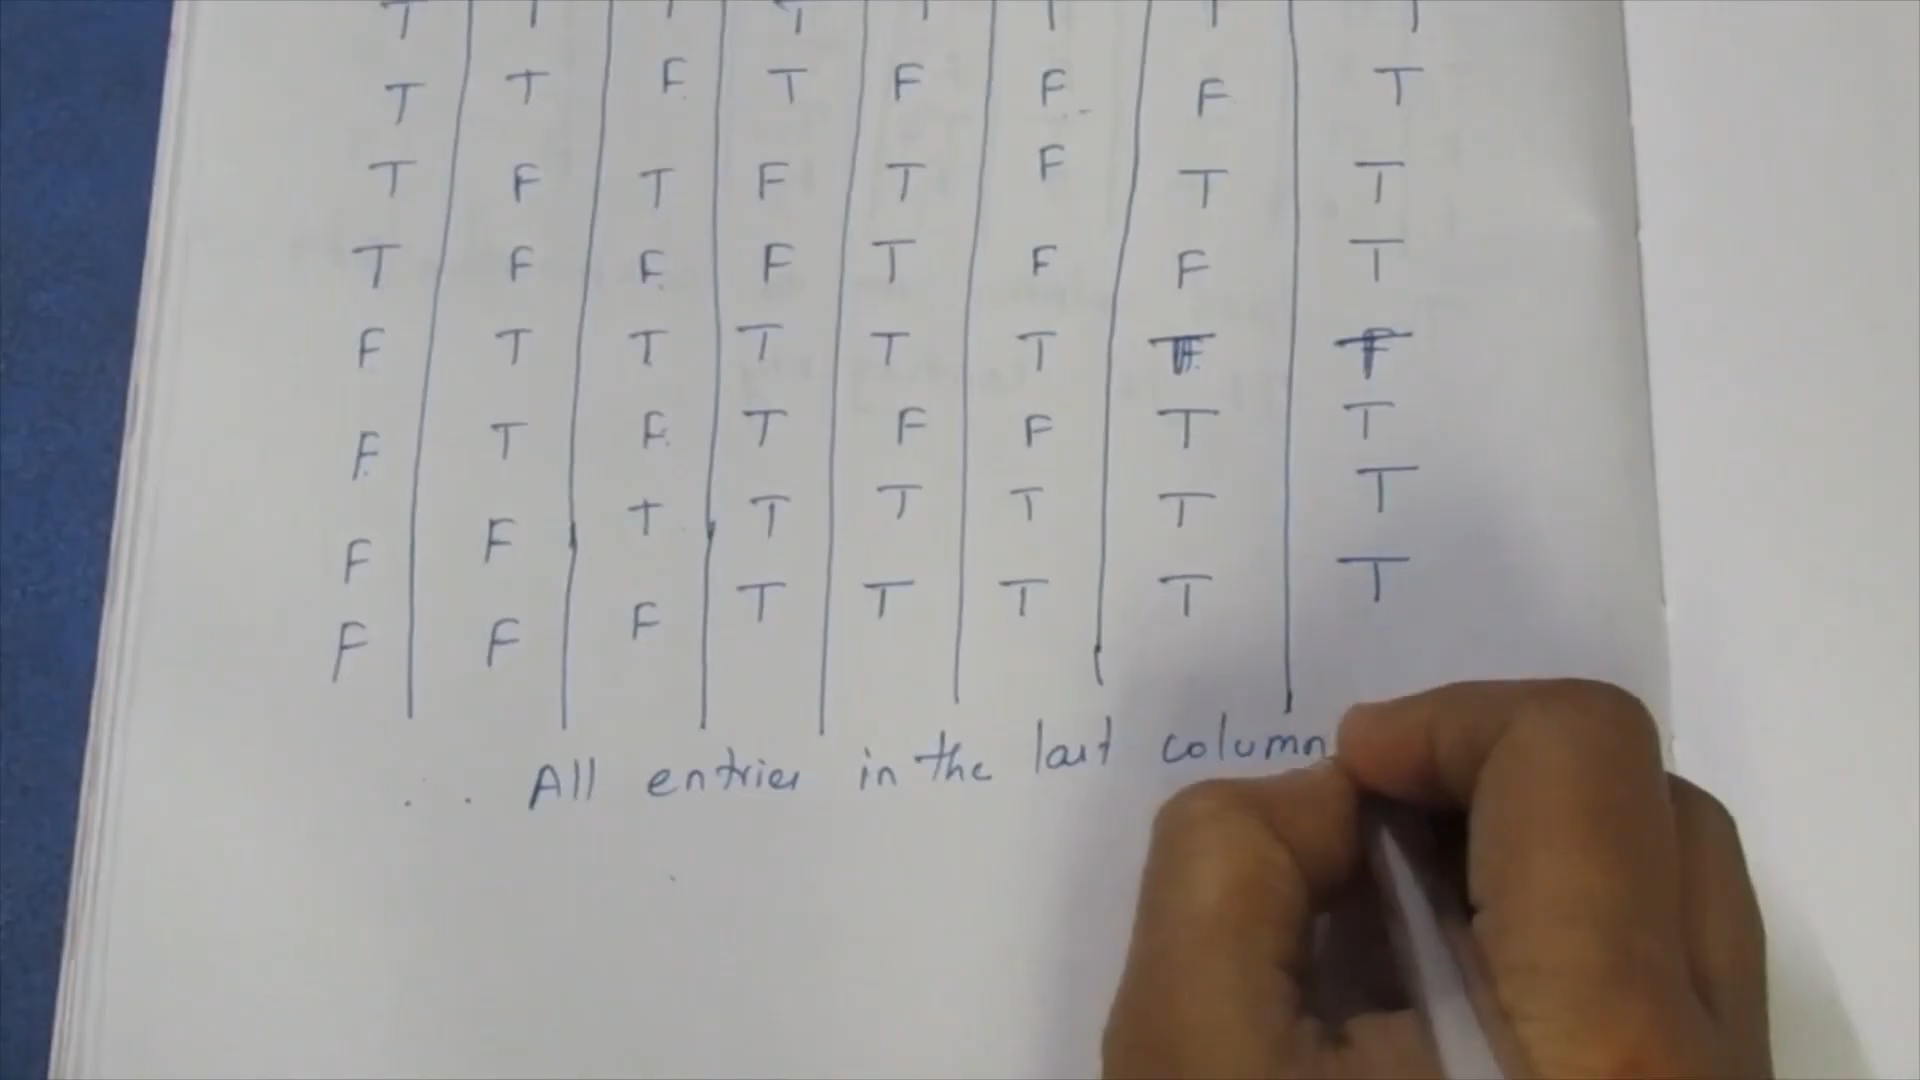 T T T T T T T T
T T F T F F F T
T F T F T F T T
T F F F T F F T
F T T T T T T T
F T F T F F T T
F F T T T T T T
F F F T T T T T
All entries in the last column